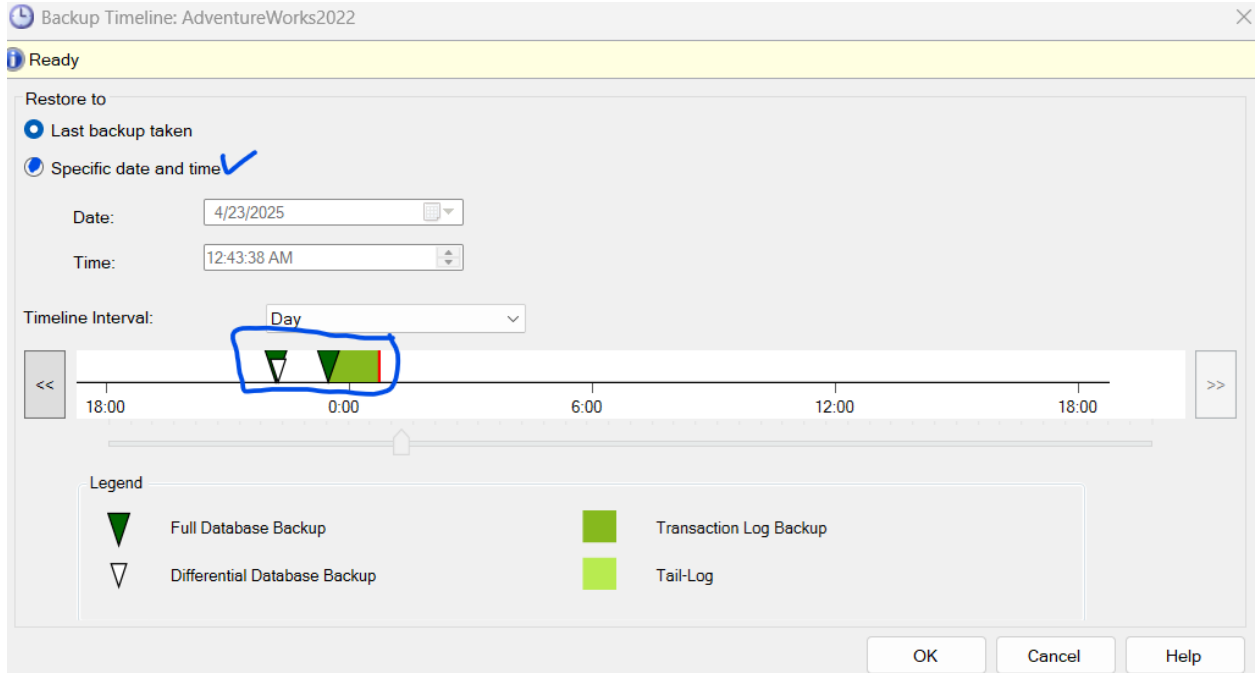 Backup Timeline: AdventureWorks2022
Ready
Restore to
Last backup taken
Specific date and time
Date: 4/23/2025
Time: 12:43:38 AM
Timeline Interval: Day
<< >>
18:00 0:00 6:00 12:00 18:00
Legend
Full Database Backup Transaction Log Backup
Differential Database Backup Tail-Log
OK Cancel Help